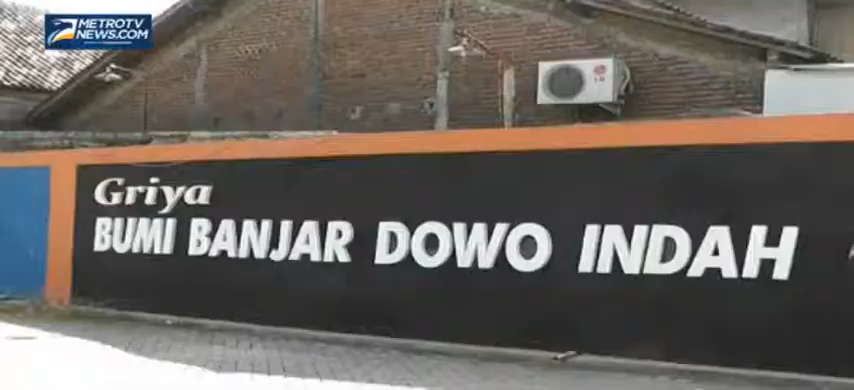 METROTV
NEWS.COM
LG
Griya
BUMI BANJAR DOWO INDAH